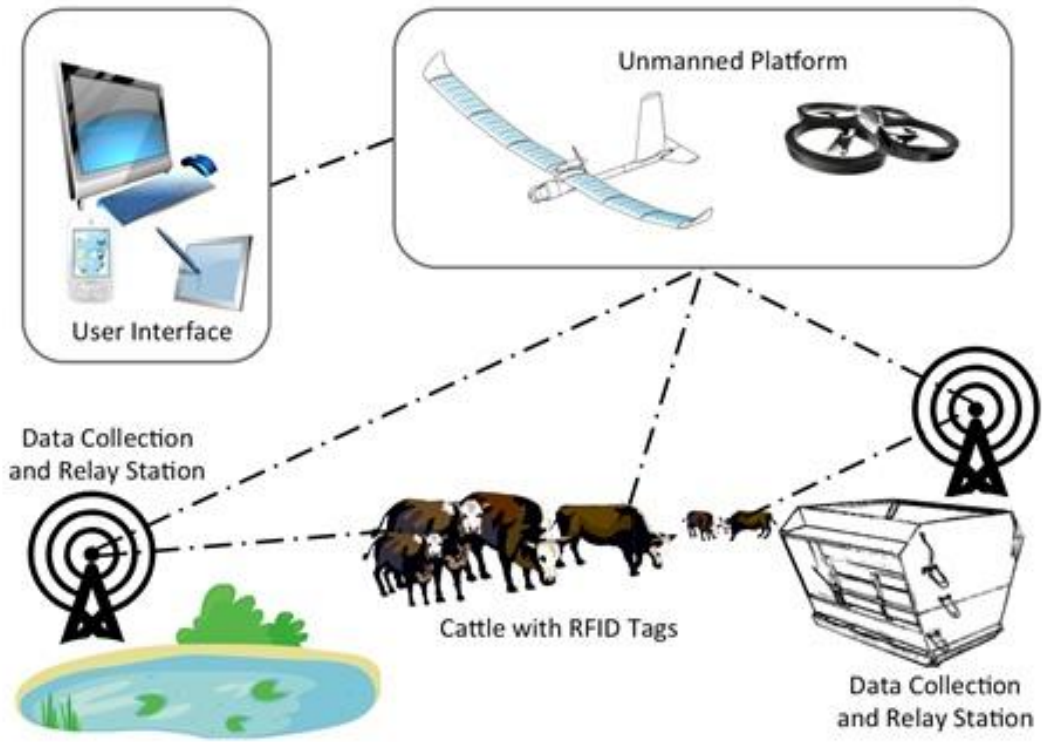 Unmanned Platform
User Interface
Data Collection
and Relay Station
Cattle with RFID Tags
Data Collection
and Relay Station